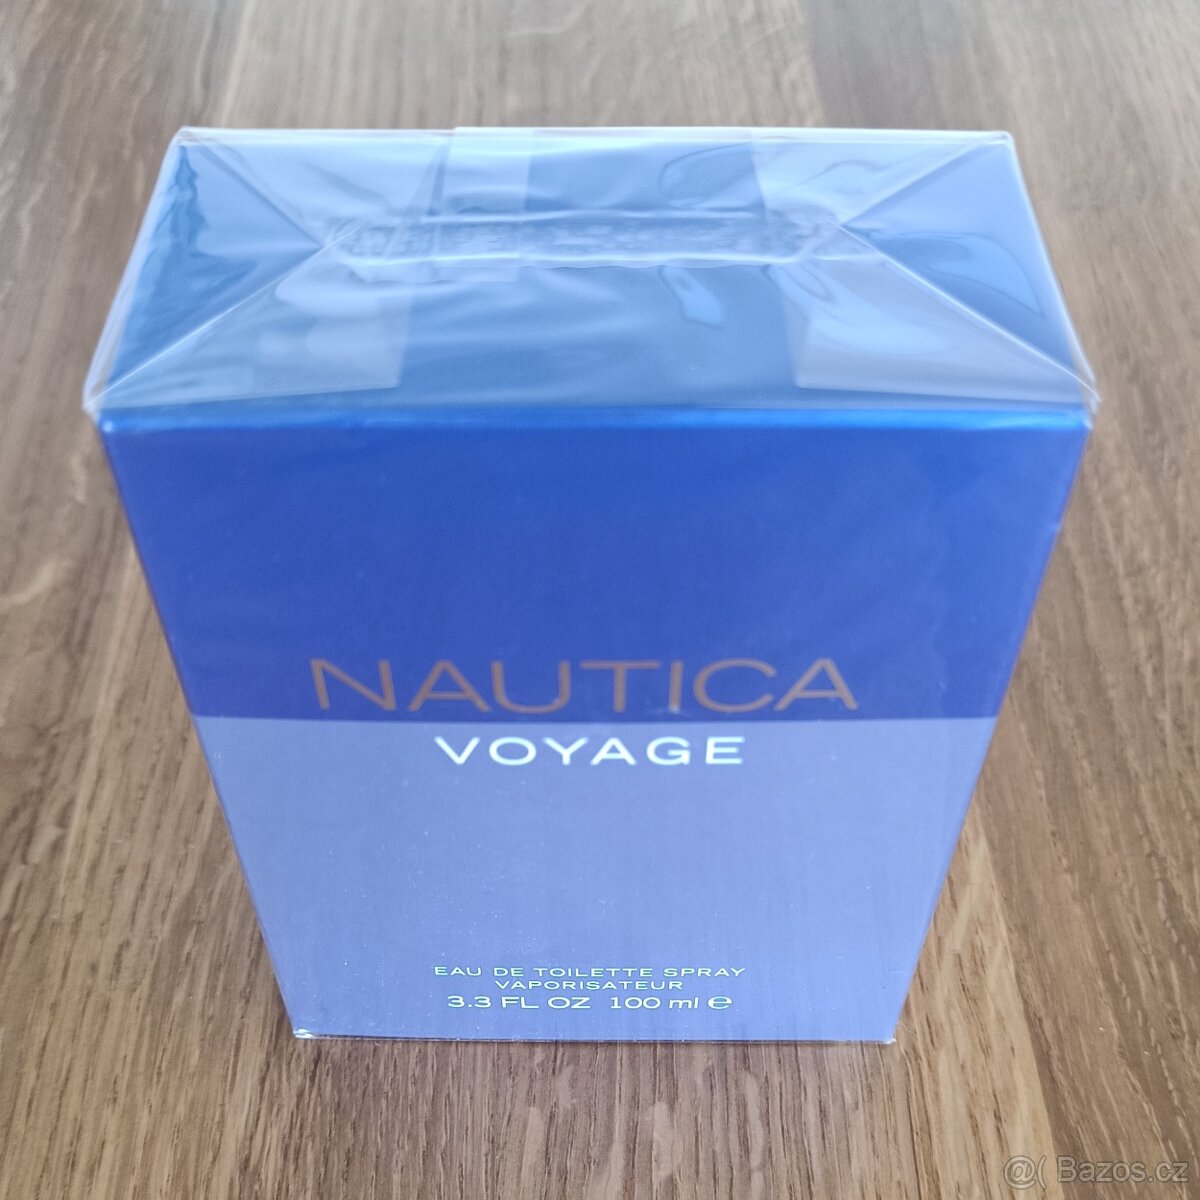 NAUTICA
VOYAGE
EAU DE TOILETTE SPRAY
VAPORISATEUR
3.3 FL OZ 100 ml ℮
@( Bazos.cz